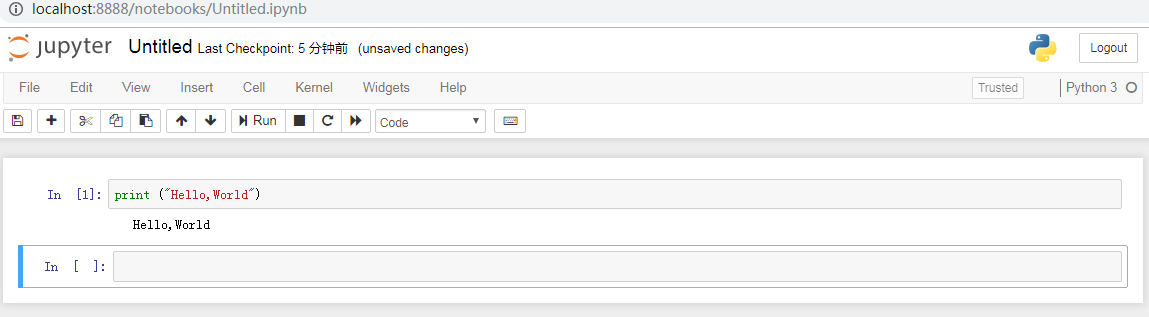 localhost:8888/notebooks/Untitled.ipynb
jupyter Untitled Last Checkpoint: 5 分钟前 (unsaved changes) Logout
File Edit View Insert Cell Kernel Widgets Help Trusted Python 3
Run Code
In [1]: print ("Hello,World")
Hello,World
In [ ]: